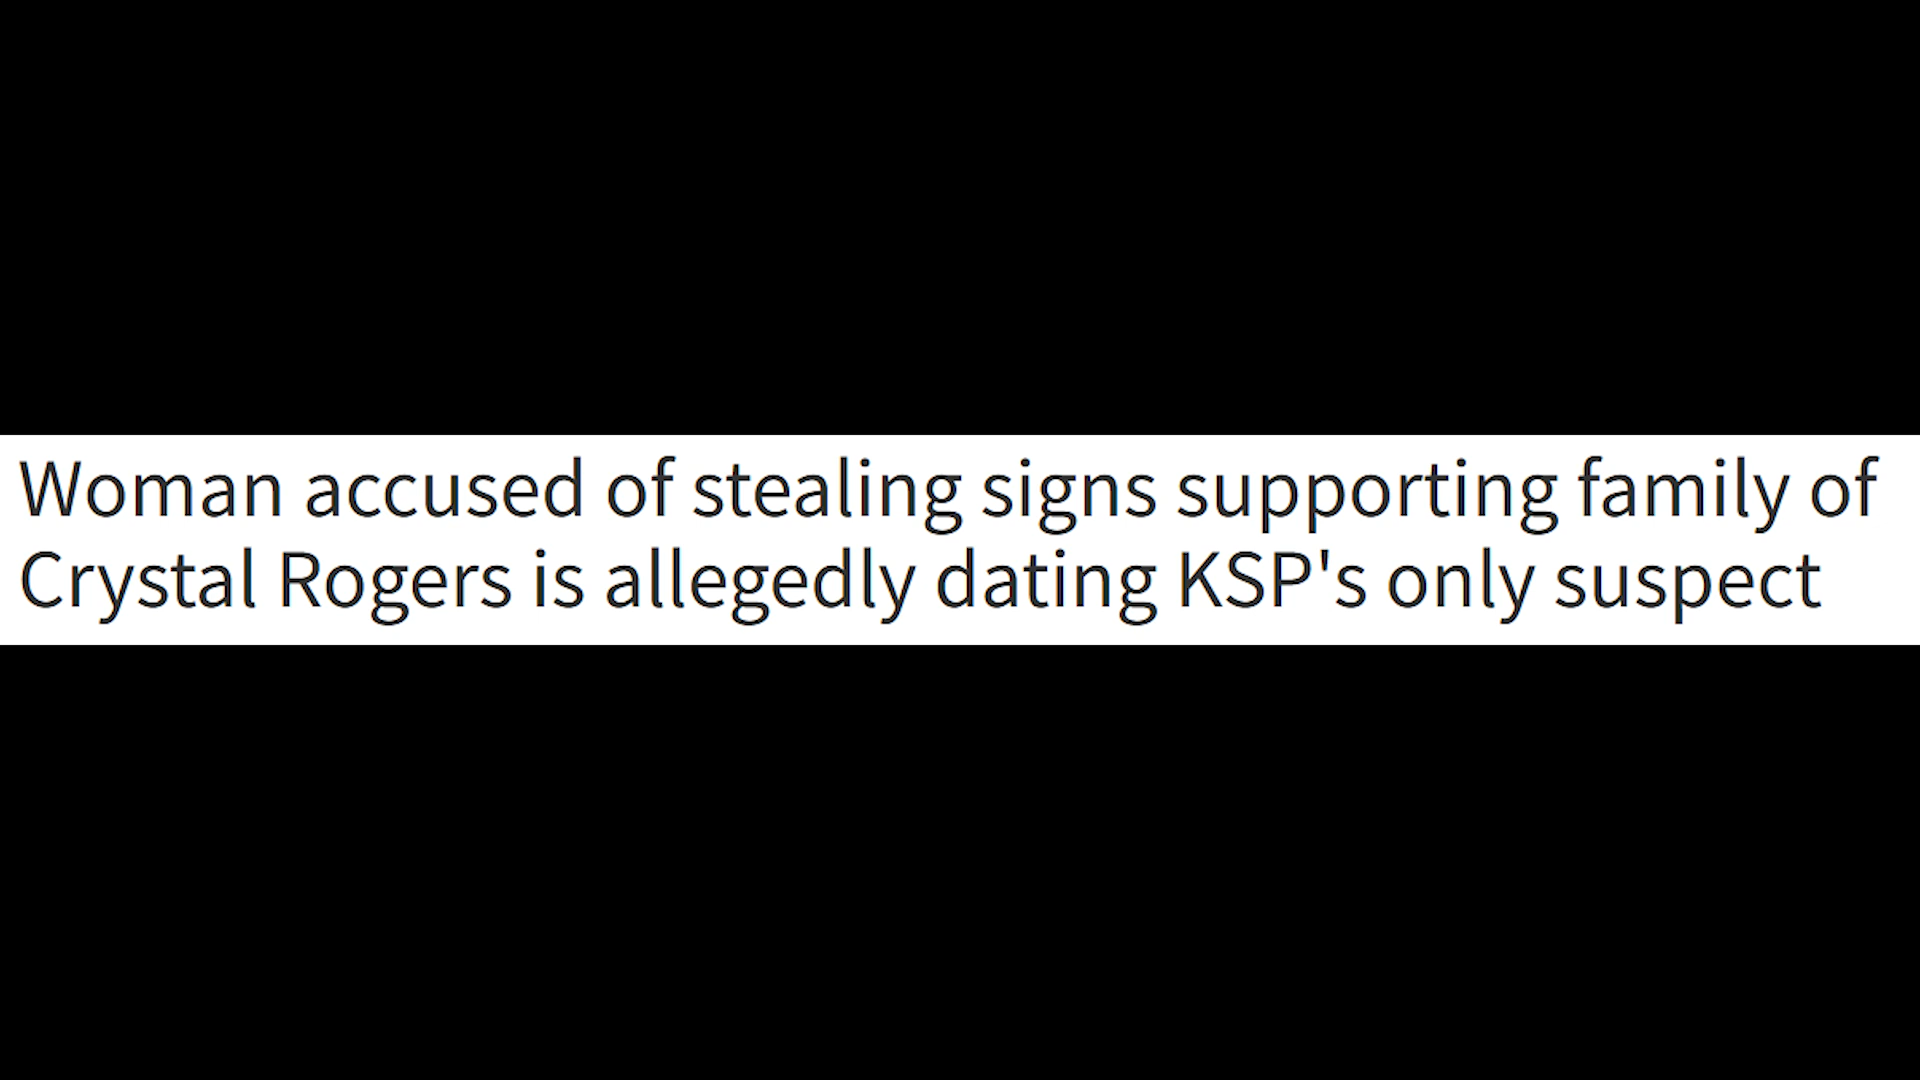 Woman accused of stealing signs supporting family of
Crystal Rogers is allegedly dating KSP's only suspect